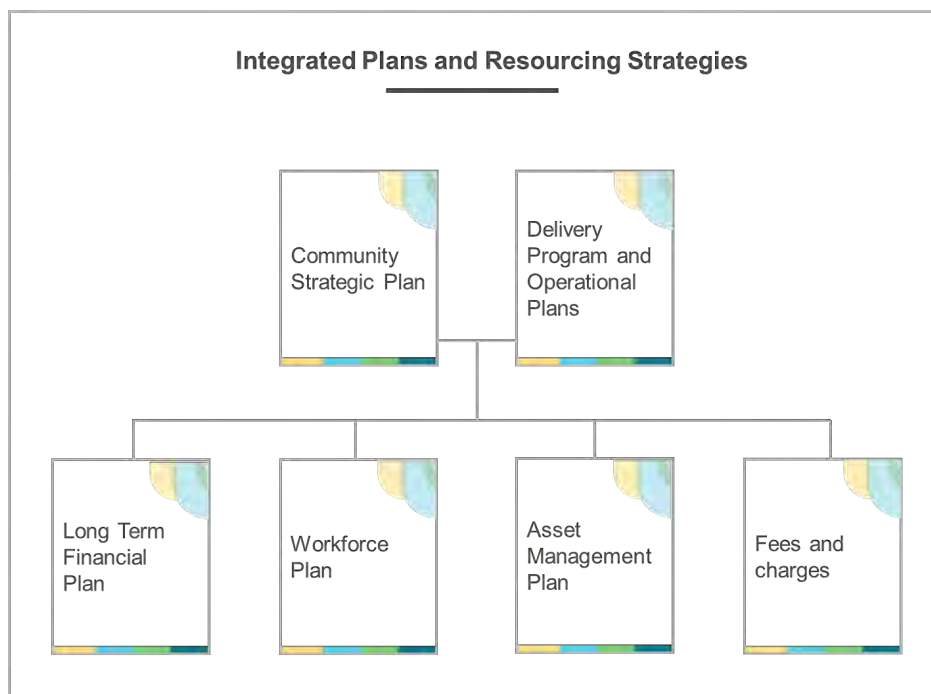 Integrated Plans and Resourcing Strategies
Community
Strategic Plan
Delivery
Program and
Operational
Plans
Long Term
Financial
Plan
Workforce
Plan
Asset
Management
Plan
Fees and
charges